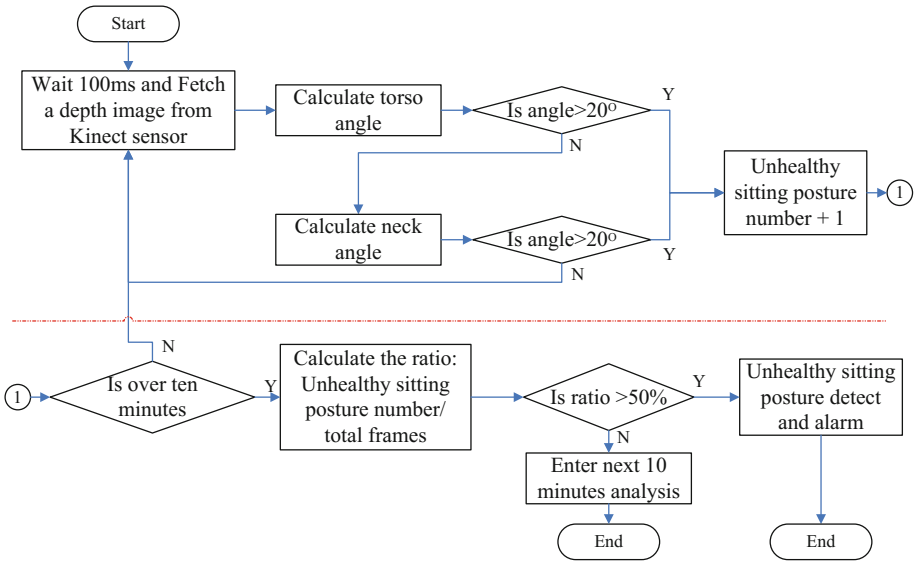 Start
Wait 100ms and Fetch
a depth image from
Kinect sensor
Calculate torso
angle
Is angle>20°
Y
N
Unhealthy
sitting posture
number + 1
1
Calculate neck
angle
Is angle>20°
Y
N
N
1
Is over ten
minutes
Y
Calculate the ratio:
Unhealthy sitting
posture number/
total frames
Is ratio >50%
Y
N
Unhealthy sitting
posture detect
and alarm
Enter next 10
minutes analysis
End
End